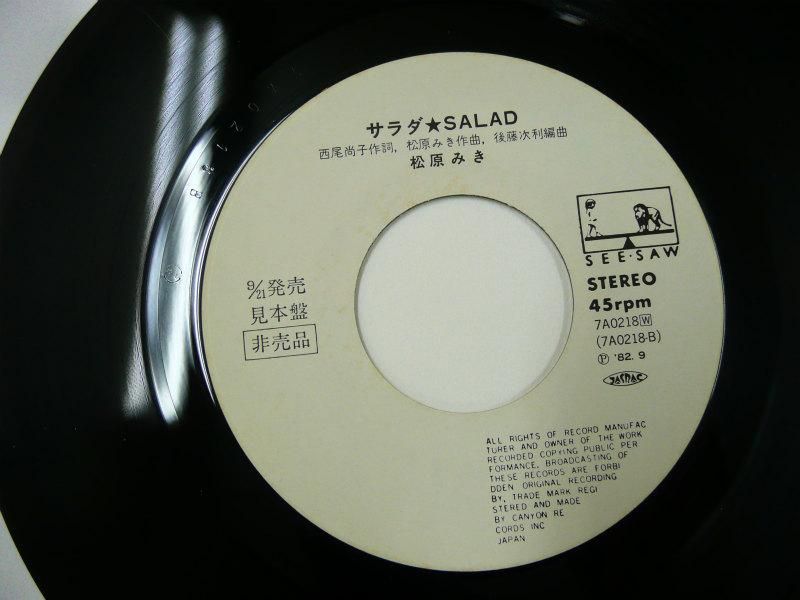 サラダ★SALAD
西尾尚子作詞, 松原みき作曲, 後藤次利編曲
松原みき
9/21発売
見本盤
非売品
SEE・SAW
STEREO
45rpm
7A0218W
(7A0218-B)
Ⓟ '82. 9
JASRAC
ALL RIGHTS OF RECORD MANUFAC
TURER AND OWNER OF THE WORK
RECORDED COPYING PUBLIC PER
FORMANCE, BROADCASTING OF
THESE RECORDS ARE FORBI
DDEN ORIGINAL RECORDING
BY, TRADE MARK REGI
STERED AND MADE
BY CANYON RE
CORDS INC
JAPAN